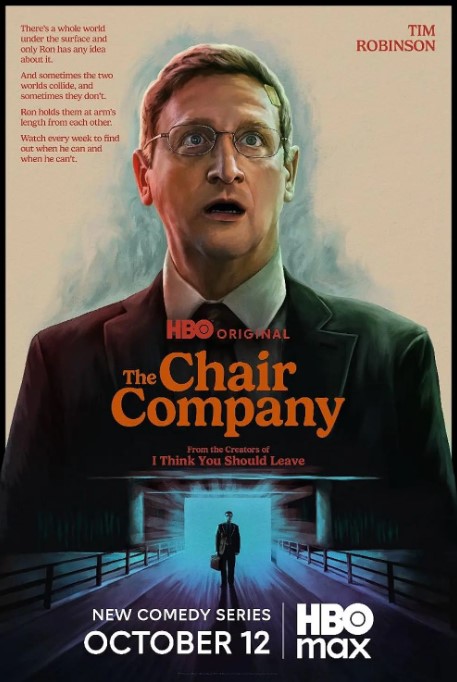 There's a whole world
under the surface and
only Ron has any idea
about it.
And sometimes the two
worlds collide, and
sometimes they don't.
Ron holds them at arm's
length from each other.
Watch every week to find
out when he can and
when he can't.
TIM
ROBINSON
HBO ORIGINAL
The Chair
Company
From the Creators of
I Think You Should Leave
NEW COMEDY SERIES
OCTOBER 12
HBO
max